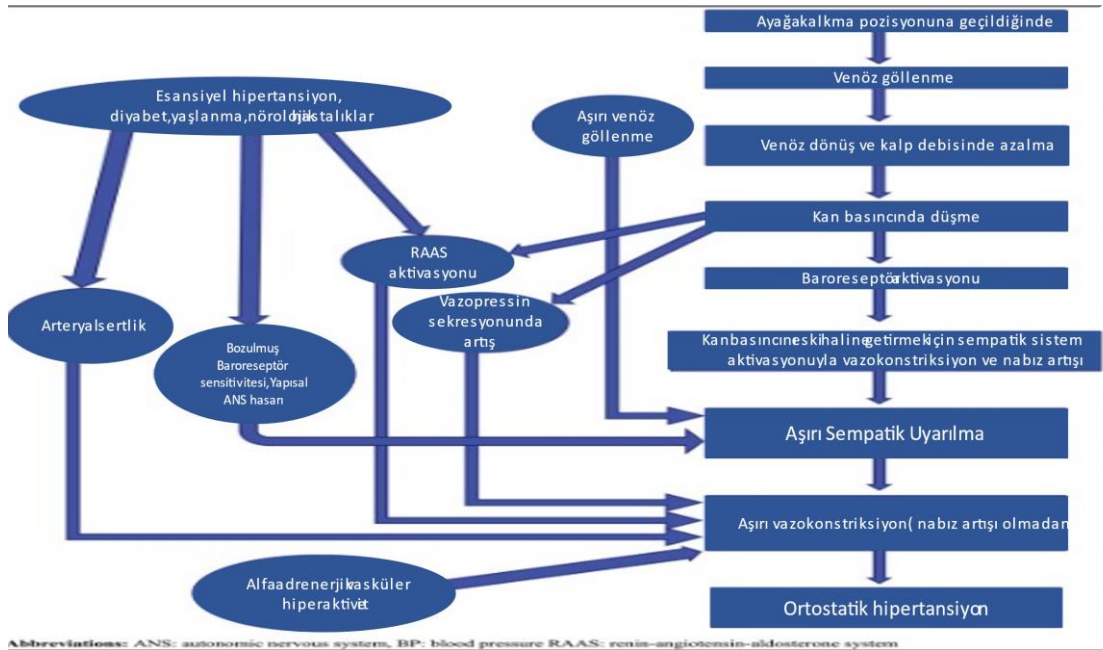 Ayağakalkma pozisyonuna geçildiğinde
Venöz göllenme
Esansiyel hipertansiyon,
diyabet,yaşlanma,nörolojik hastalıklar
Aşırı venöz
göllenme
Venöz dönüş ve kalp debisinde azalma
Kan basıncında düşme
RAAS
aktivasyonu
Baroreseptör aktivasyonu
Vazopressin
sekresyonunda
artış
Arteryalsertlik
Bozulmuş
Baroreseptör
sensitivitesi,Yapısal
ANS hasarı
Kanbasıncını eskihaline getirmek için sempatik sistem
aktivasyonuyla vazokonstriksiyon ve nabız artışı
Aşırı Sempatik Uyarılma
Aşırı vazokonstriksiyon( nabız artışı olmadan
Alfaadrenerjik vasküler
hiperaktivite
Ortostatik hipertansiyon
Abbreviations: ANS: autonomic nervous system, BP: blood pressure RAAS: renin-angiotensin-aldosterone system